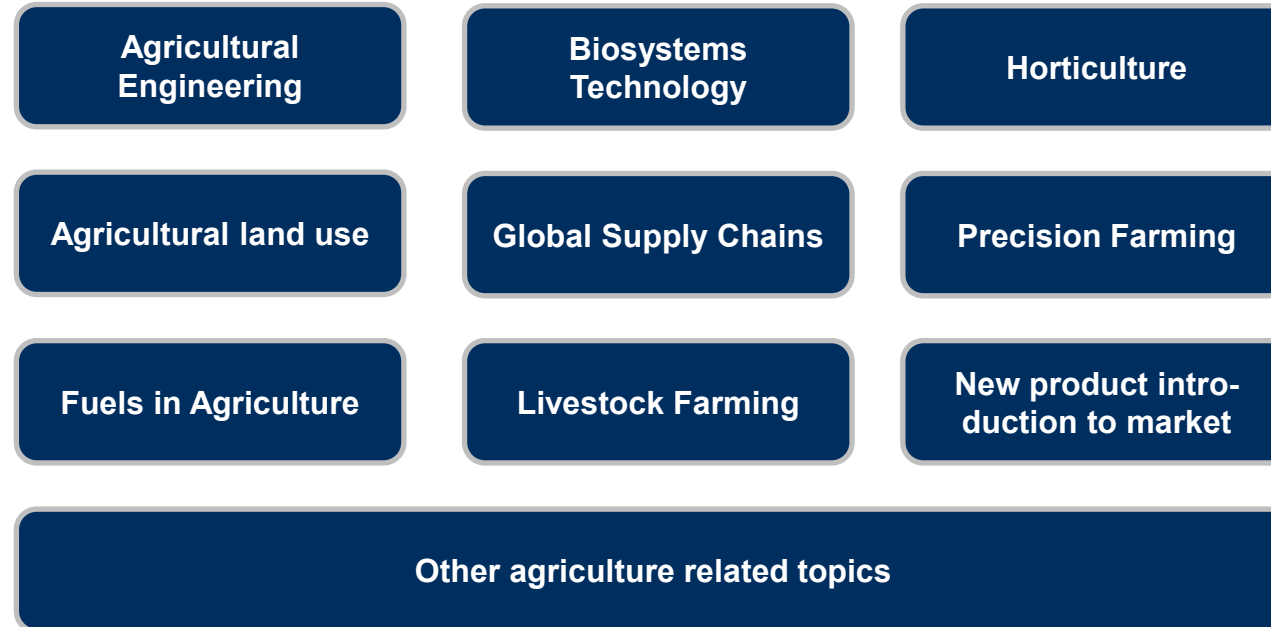 Agricultural
Engineering
Biosystems
Technology
Horticulture
Agricultural land use
Global Supply Chains
Precision Farming
Fuels in Agriculture
Livestock Farming
New product intro-
duction to market
Other agriculture related topics